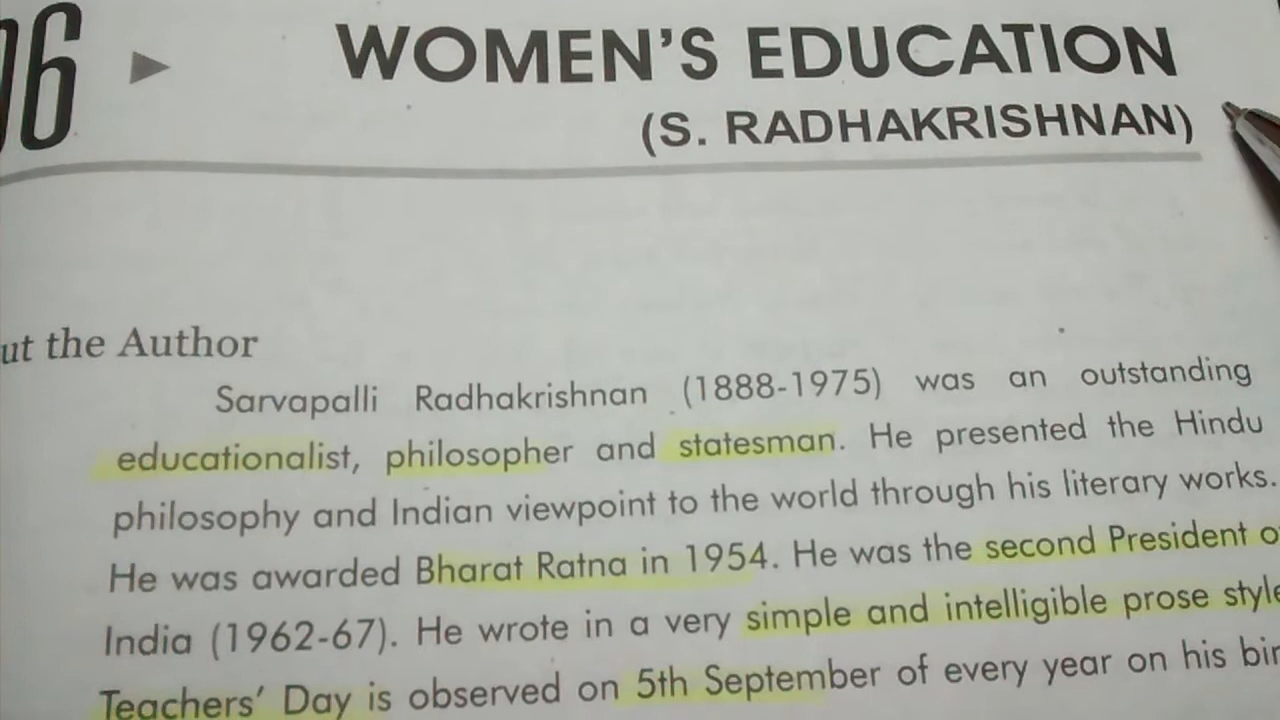 06
WOMEN'S EDUCATION
(S. RADHAKRISHNAN)
ut the Author
Sarvapalli Radhakrishnan (1888-1975) was an outstanding
educationalist, philosopher and statesman. He presented the Hindu
philosophy and Indian viewpoint to the world through his literary works.
He was awarded Bharat Ratna in 1954. He was the second President o
India (1962-67). He wrote in a very simple and intelligible prose style
Teachers' Day is observed on 5th September of every year on his bir